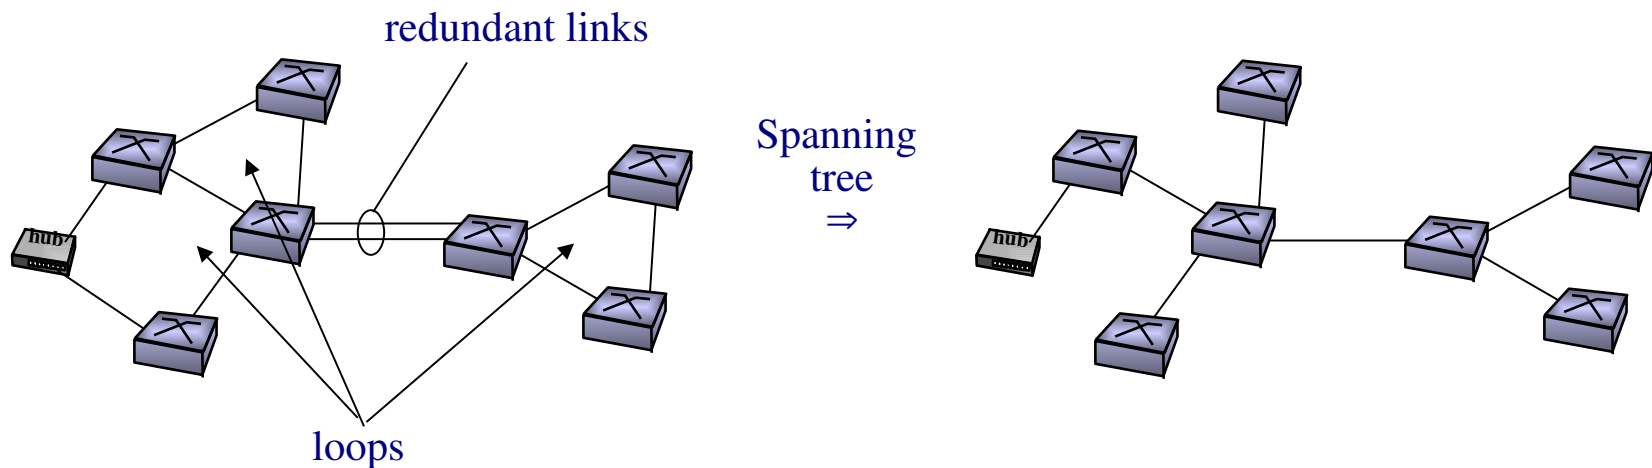 redundant links
Spanning
tree
⇒
hub
hub
loops